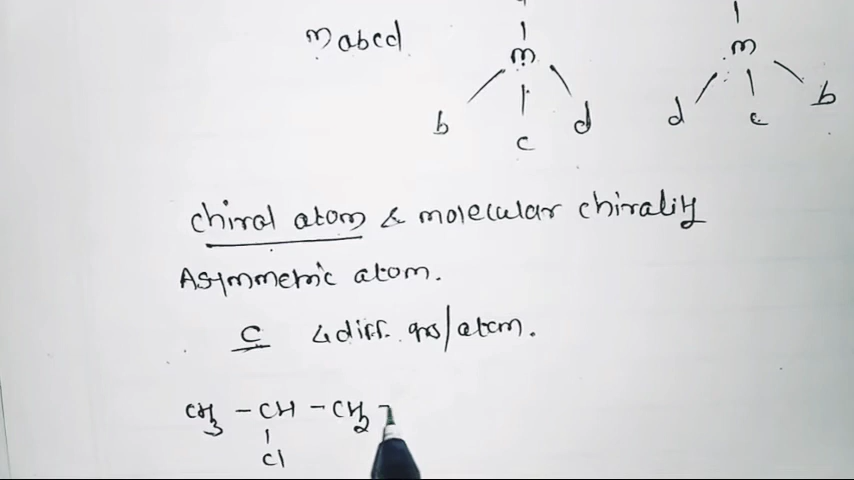 mabcd
m
m
b
c
d
d
c
b
chiral atom & molecular chirality
Asymmetric atom.
C 4 diff. grs/atom.
CH3 - CH - CH2 -
Cl